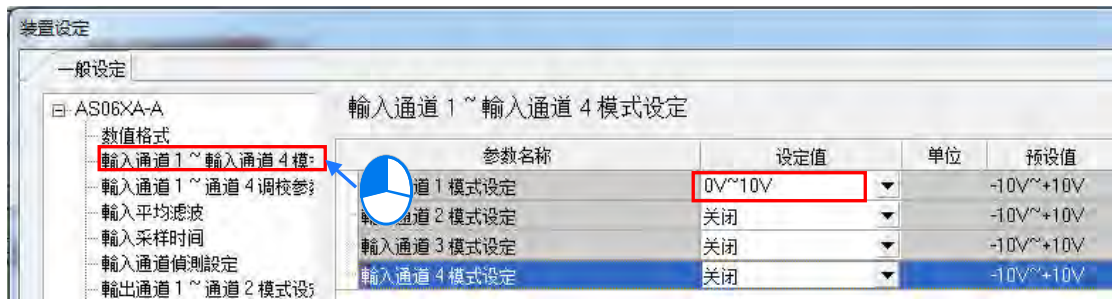 装置设定
一般设定
AS06XA-A
数值格式
輸入通道 1 ~ 輸入通道 4 模
輸入通道 1 ~ 通道 4 调校参
輸入平均滤波
輸入采样时间
輸入通道偵測設定
輸出通道 1 ~ 通道 2 模式设
輸入通道 1 ~ 輸入通道 4 模式设定
参数名称 设定值 单位 预设值
道 1 模式设定 0V~10V -10V~+10V
道 2 模式设定 关闭 -10V~+10V
輸入通道 3 模式设定 关闭 -10V~+10V
輸入通道 4 模式设定 关闭 -10V~+10V